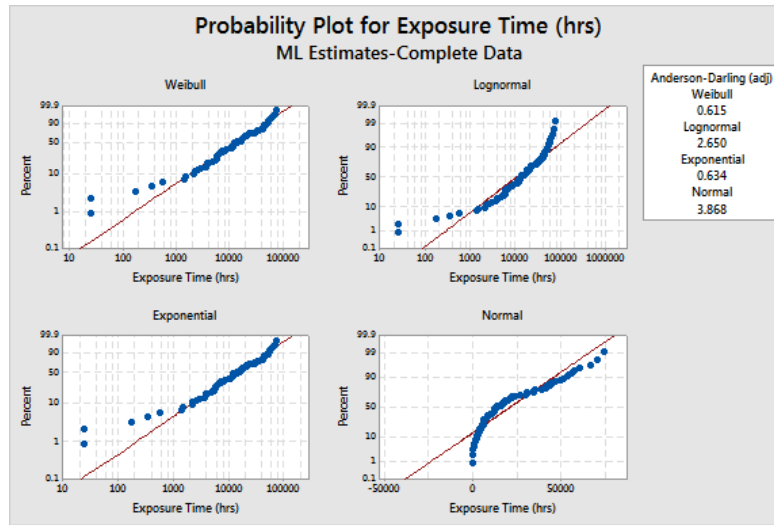 Probability Plot for Exposure Time (hrs)
ML Estimates-Complete Data
Anderson-Darling (adj)
Weibull
0.615
Lognormal
2.650
Exponential
0.634
Normal
3.868
Weibull
99.9
90
50
10
1
0.1
Percent
10 100 1000 10000 100000
Exposure Time (hrs)
Lognormal
99.9
99
90
50
10
1
0.1
Percent
10 100 1000 10000 100000 1000000
Exposure Time (hrs)
Exponential
99.9
90
50
10
1
0.1
Percent
10 100 1000 10000 100000
Exposure Time (hrs)
Normal
99.9
99
90
50
10
1
0.1
Percent
-50000 0 50000
Exposure Time (hrs)